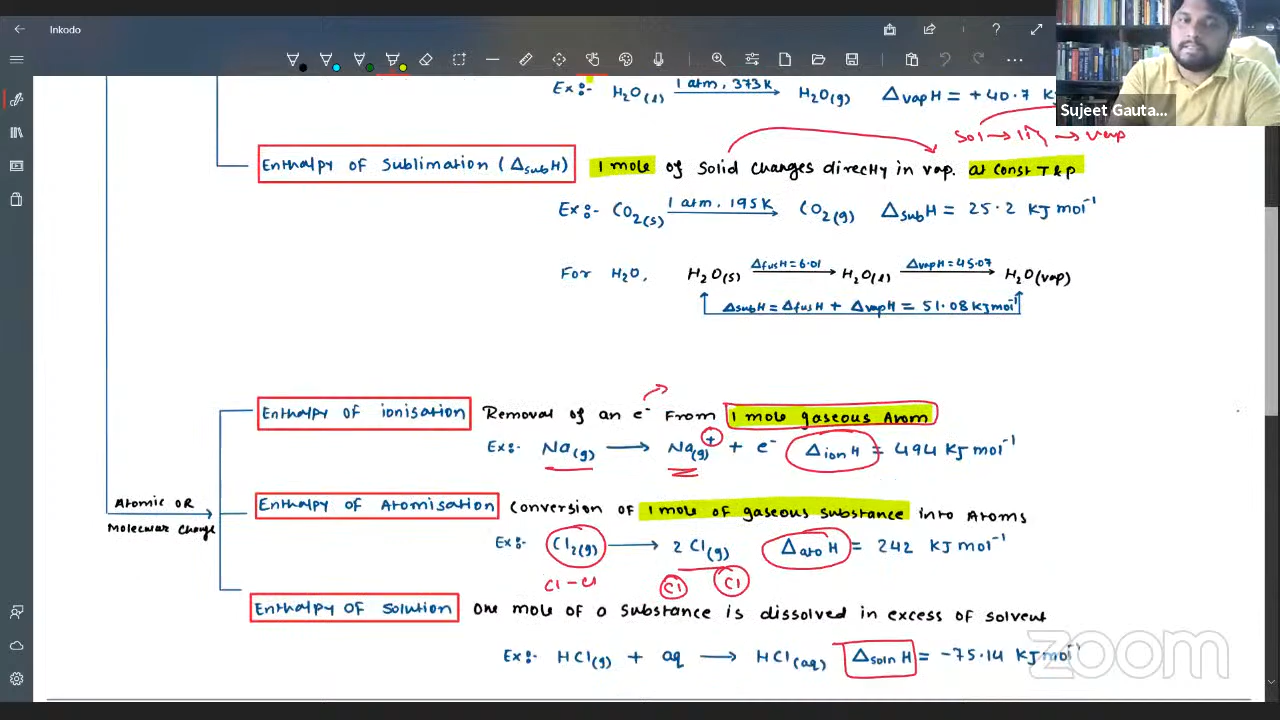 Inkodo
Ex:- H₂O(l) 1 atm, 373K → H₂O(g) ΔvapH = +40.7 K
Sujeet Gauta...
Sol → liq → vap
Enthalpy of Sublimation (ΔsubH) 1 mole of Solid changes directly in vap. at const T & P
Ex:- CO₂(s) 1 atm, 195K → CO₂(g) ΔsubH = 25.2 KJ mol⁻¹
For H₂O, H₂O(s) ΔfusH = 6.01 → H₂O(l) ΔvapH = 45.07 → H₂O(vap)
ΔsubH = ΔfusH + ΔvapH = 51.08 KJ mol⁻¹
Enthalpy of ionisation Removal of an e⁻ From 1 mole gaseous Atom
Ex:- Na(g) → Na(g)⁺ + e⁻ ΔionH = 494 KJ mol⁻¹
Atomic OR
Molecular Change
Enthalpy of Atomisation Conversion of 1 mole of gaseous substance into Atoms
Ex:- Cl₂(g) → 2 Cl(g) ΔatoH = 242 KJ mol⁻¹
Cl – Cl Cl Cl
Enthalpy of Solution One mole of a substance is dissolved in excess of solvent
Ex:- HCl(g) + aq → HCl(aq) ΔsolnH = -75.14 KJ mol⁻¹
zoom